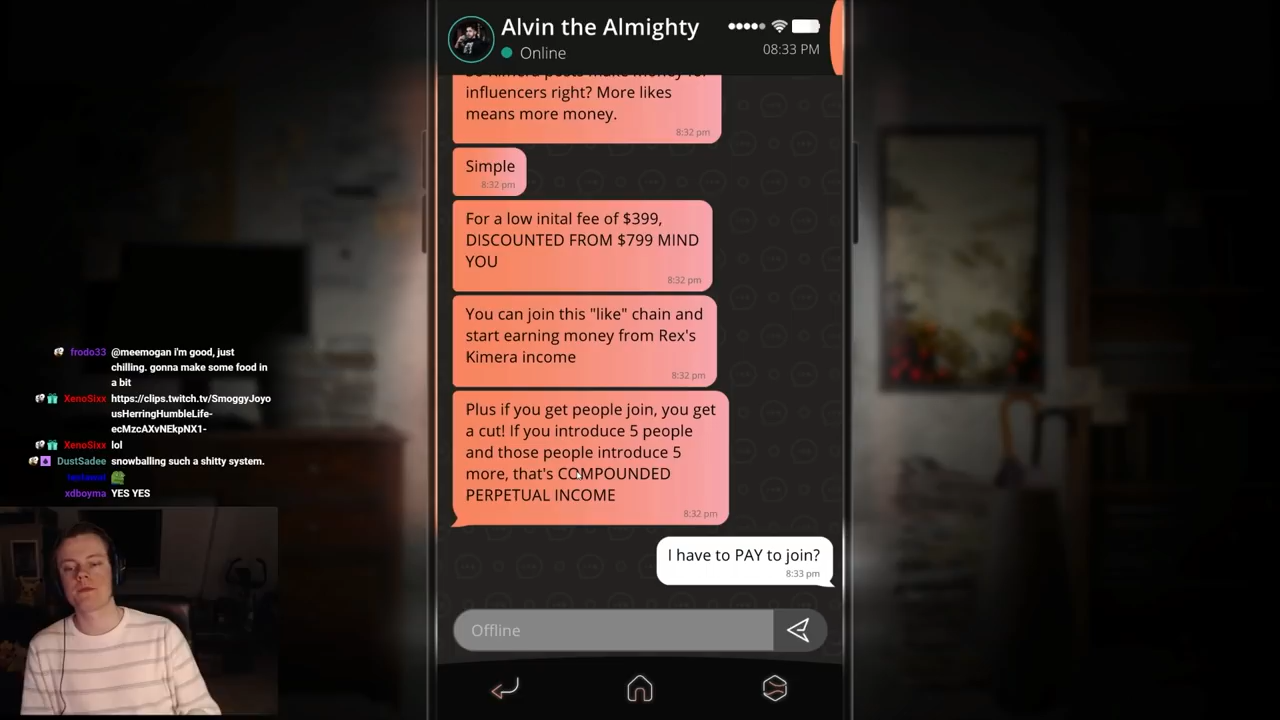 Alvin the Almighty
Online
08:33 PM
influencers right? More likes
means more money.
8:32 pm
Simple
8:32 pm
For a low inital fee of $399,
DISCOUNTED FROM $799 MIND
YOU
8:32 pm
You can join this "like" chain and
start earning money from Rex's
Kimera income
8:32 pm
Plus if you get people join, you get
a cut! If you introduce 5 people
and those people introduce 5
more, that's COMPOUNDED
PERPETUAL INCOME
8:32 pm
I have to PAY to join?
8:33 pm
Offline
frodo33 @meemogan i'm good, just
chilling. gonna make some food in
a bit
XenoSixx https://clips.twitch.tv/SmoggyJoyo
usHerringHumbleLife-
ecMzcAXvNEkpNX1-
XenoSixx lol
DustSadee snowballing such a shitty system.
xdboyma YES YES